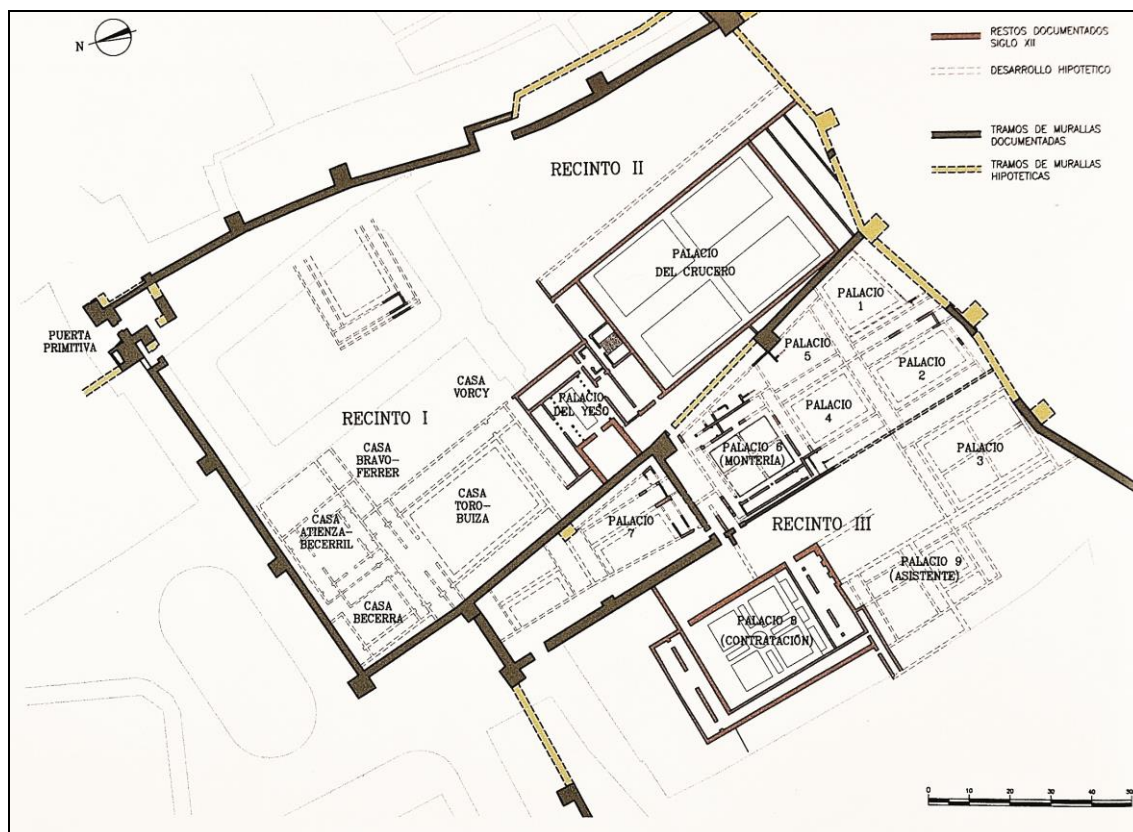 N
RESTOS DOCUMENTADOS
SIGLO XII
DESARROLLO HIPOTETICO
TRAMOS DE MURALLAS
DOCUMENTADAS
TRAMOS DE MURALLAS
HIPOTETICAS
RECINTO II
PALACIO
DEL CRUCERO
PALACIO
1
PUERTA
PRIMITIVA
PALACIO
5
PALACIO
2
CASA
VORCY
PALACIO
DEL YESO
PALACIO
4
RECINTO I
CASA
BRAVO-
FERRER
PALACIO 6
(MONTERÍA)
PALACIO
3
CASA
TORO-
BUIZA
CASA
ATIENZA-
BECERRIL
PALACIO
7
RECINTO III
PALACIO 9
(ASISTENTE)
CASA
BECERRA
PALACIO 8
(CONTRATACIÓN)
0 10 20 30 40 50